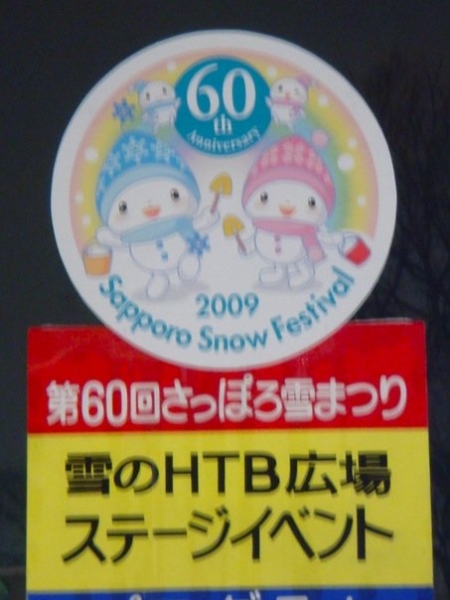 60
th
Anniversary
2009
Sapporo Snow Festival
第60回さっぽろ雪まつり
雪のHTB広場
ステージイベント